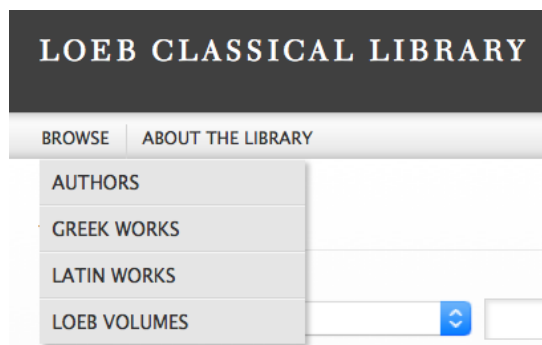 LOEB CLASSICAL LIBRARY
BROWSE ABOUT THE LIBRARY
AUTHORS
GREEK WORKS
LATIN WORKS
LOEB VOLUMES